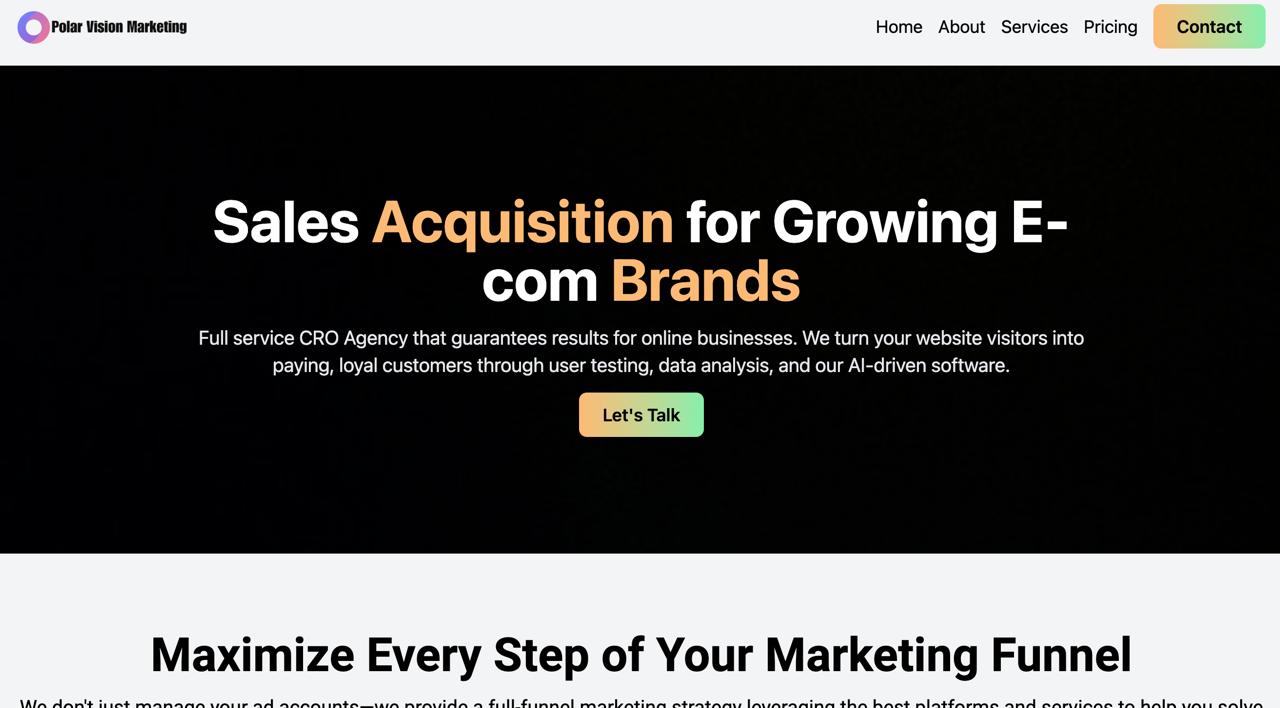 Polar Vision Marketing
Home About Services Pricing Contact
Sales Acquisition for Growing E-
com Brands
Full service CRO Agency that guarantees results for online businesses. We turn your website visitors into
paying, loyal customers through user testing, data analysis, and our AI-driven software.
Let's Talk
Maximize Every Step of Your Marketing Funnel
We don't just manage your ad accounts—we provide a full-funnel marketing strategy leveraging the best platforms and services to help you solve